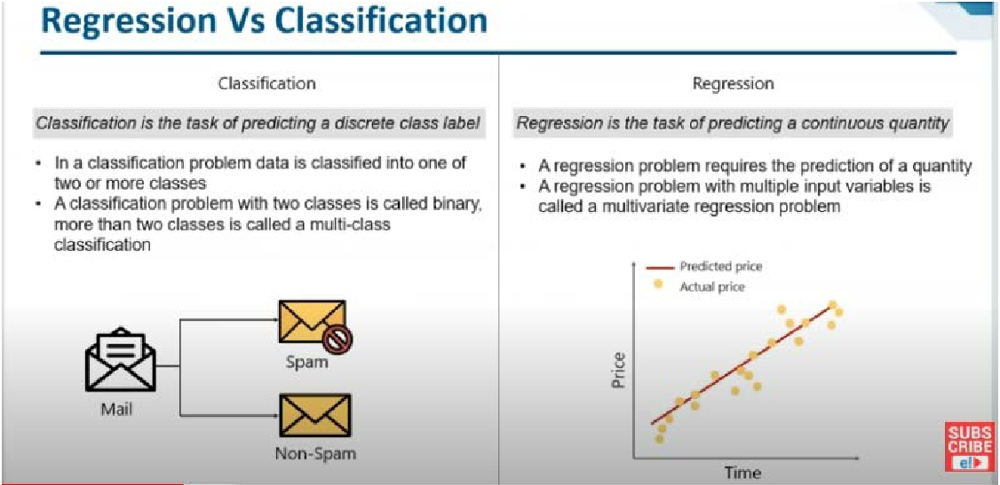 Regression Vs Classification
Classification
Classification is the task of predicting a discrete class label
• In a classification problem data is classified into one of
two or more classes
• A classification problem with two classes is called binary,
more than two classes is called a multi-class
classification
Mail
Spam
Non-Spam
Regression
Regression is the task of predicting a continuous quantity
• A regression problem requires the prediction of a quantity
• A regression problem with multiple input variables is
called a multivariate regression problem
Predicted price
Actual price
Price
Time
SUBS
CRIBE
e!